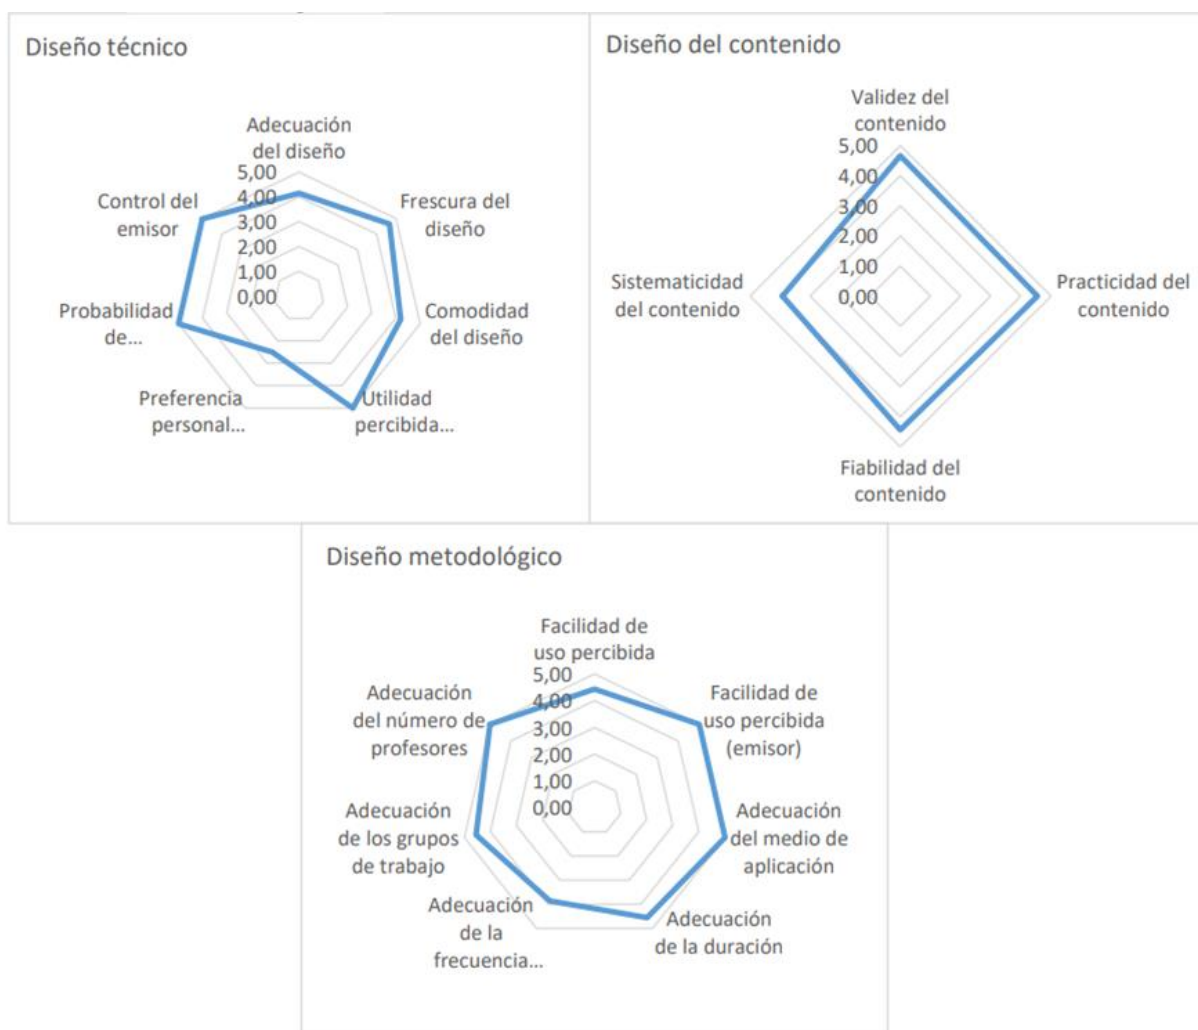 Diseño técnico
Adecuación
del diseño
5,00
4,00
3,00
2,00
1,00
0,00
Frescura del
diseño
Comodidad
del diseño
Utilidad
percibida...
Preferencia
personal...
Probabilidad
de...
Control del
emisor
Diseño del contenido
Validez del
contenido
5,00
4,00
3,00
2,00
1,00
0,00
Practicidad del
contenido
Fiabilidad del
contenido
Sistematicidad
del contenido
Diseño metodológico
Facilidad de
uso percibida
5,00
4,00
3,00
2,00
1,00
0,00
Facilidad de
uso percibida
(emisor)
Adecuación
del medio de
aplicación
Adecuación
de la duración
Adecuación
de la
frecuencia...
Adecuación
de los grupos
de trabajo
Adecuación
del número de
profesores